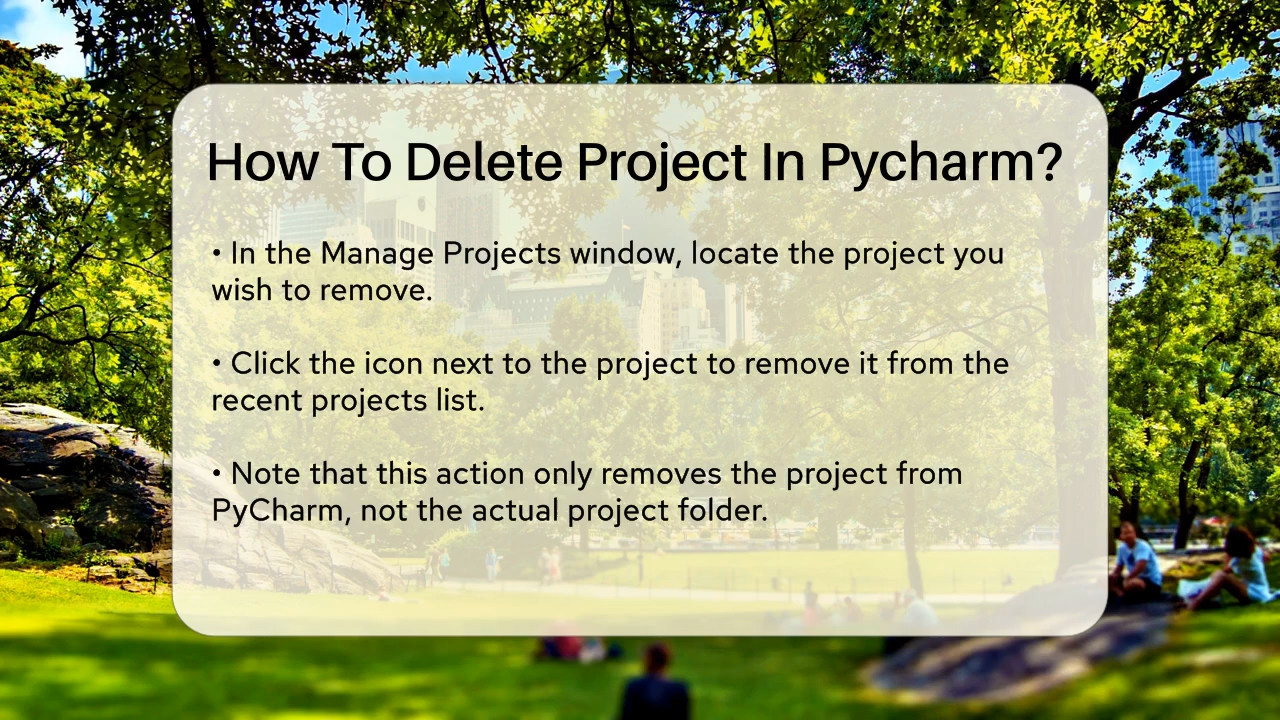 How To Delete Project In Pycharm?
• In the Manage Projects window, locate the project you
wish to remove.
• Click the icon next to the project to remove it from the
recent projects list.
• Note that this action only removes the project from
PyCharm, not the actual project folder.